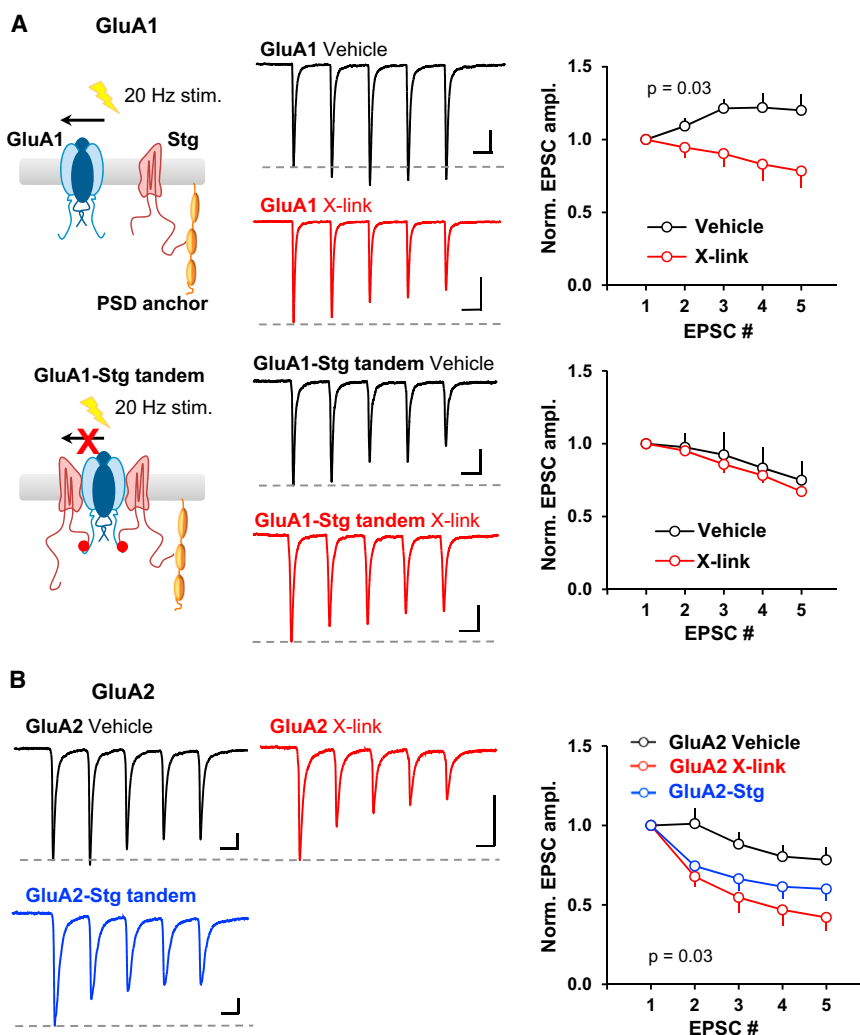 A
GluA1
20 Hz stim.
GluA1
Stg
PSD anchor
GluA1 Vehicle
GluA1 X-link
Norm. EPSC ampl.
1.5
1.0
0.5
0.0
p = 0.03
Vehicle
X-link
1 2 3 4 5
EPSC #
GluA1-Stg tandem
20 Hz stim.
X
GluA1-Stg tandem Vehicle
GluA1-Stg tandem X-link
Norm. EPSC ampl.
1.5
1.0
0.5
0.0
Vehicle
X-link
1 2 3 4 5
EPSC #
B
GluA2
GluA2 Vehicle
GluA2 X-link
GluA2-Stg tandem
Norm. EPSC ampl.
1.5
1.0
0.5
0.0
GluA2 Vehicle
GluA2 X-link
GluA2-Stg
p = 0.03
1 2 3 4 5
EPSC #